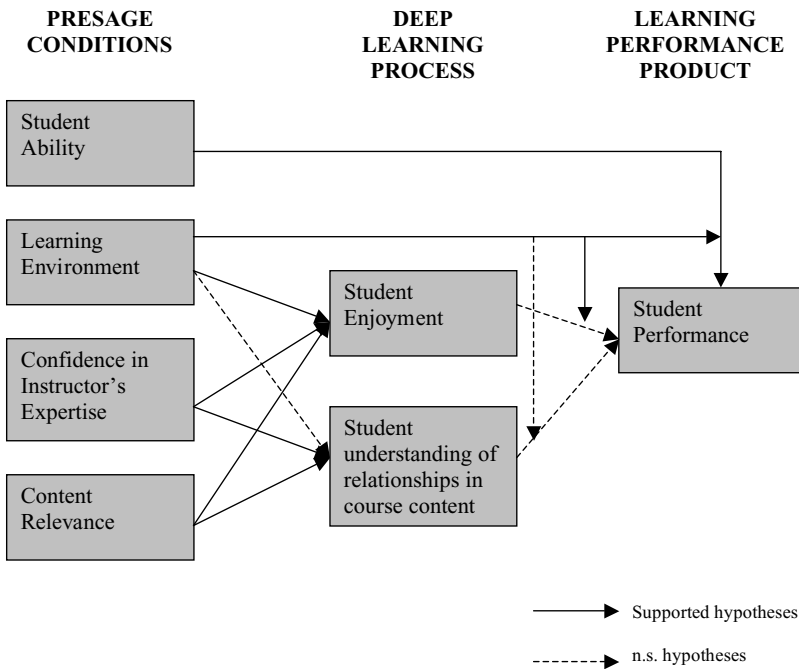 PRESAGE
CONDITIONS
DEEP
LEARNING
PROCESS
LEARNING
PERFORMANCE
PRODUCT
Student
Ability
Learning
Environment
Confidence in
Instructor's
Expertise
Content
Relevance
Student
Enjoyment
Student
understanding of
relationships in
course content
Student
Performance
Supported hypotheses
n.s. hypotheses